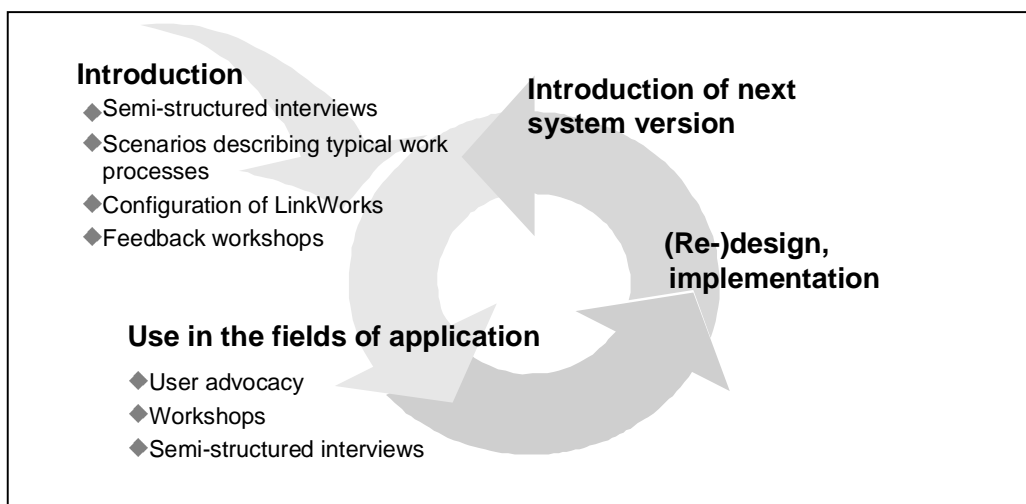 Introduction
◆Semi-structured interviews
◆Scenarios describing typical work
processes
◆Configuration of LinkWorks
◆Feedback workshops
Introduction of next
system version
(Re-)design,
implementation
Use in the fields of application
◆User advocacy
◆Workshops
◆Semi-structured interviews